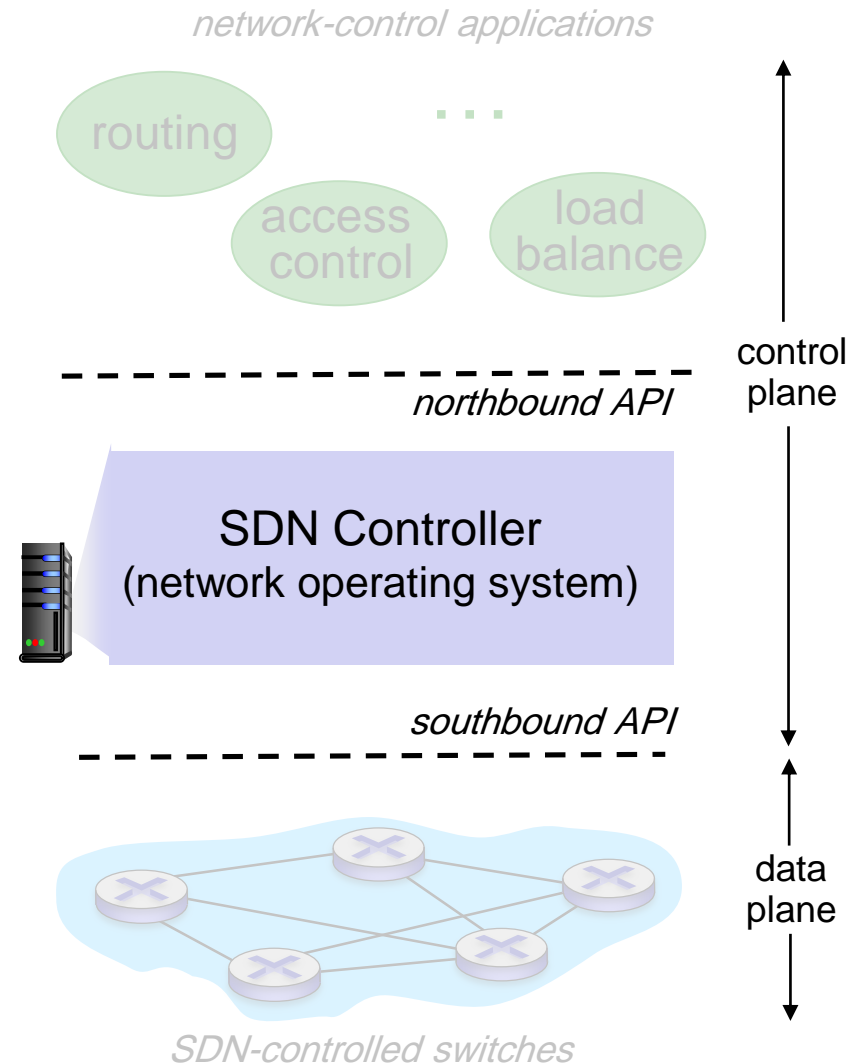 network-control applications
routing
. . .
access
control
load
balance
control
plane
northbound API
SDN Controller
(network operating system)
southbound API
data
plane
SDN-controlled switches